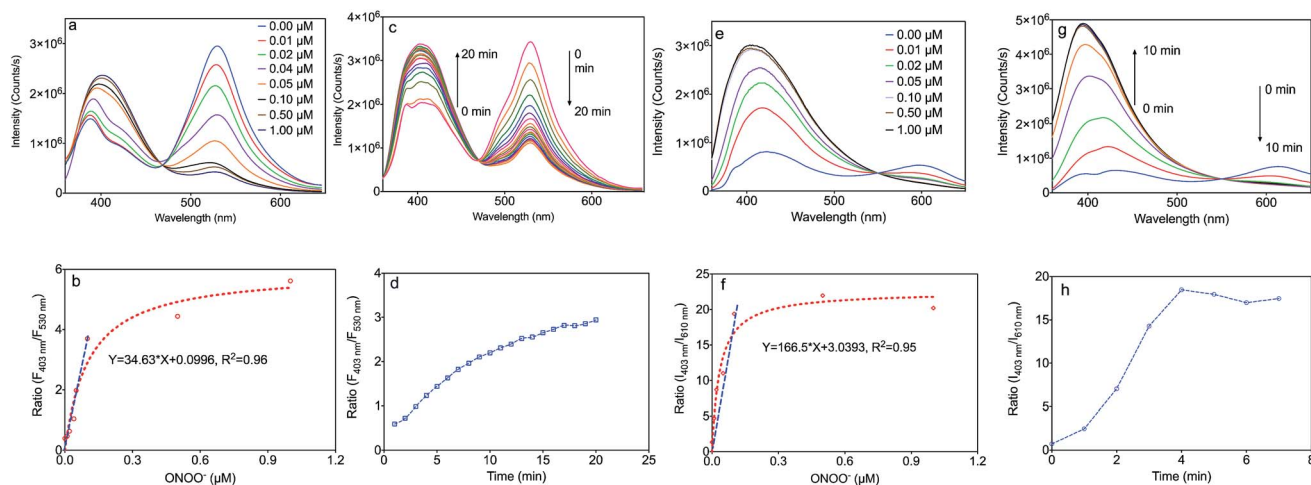 a
0.00 µM
0.01 µM
0.02 µM
0.04 µM
0.05 µM
0.10 µM
0.50 µM
1.00 µM
3×10⁶
2×10⁶
1×10⁶
0
Intensity (Counts/s)
400 500 600
Wavelength (nm)
c
20 min
0 min
0
min
20 min
4×10⁶
3×10⁶
2×10⁶
1×10⁶
0
Intensity (Counts/s)
400 500 600
Wavelength (nm)
e
0.00 µM
0.01 µM
0.02 µM
0.05 µM
0.10 µM
0.50 µM
1.00 µM
3×10⁶
2×10⁶
1×10⁶
0
Intensity (Counts/s)
400 500 600
Wavelength (nm)
g
10 min
0 min
0 min
10 min
5×10⁶
4×10⁶
3×10⁶
2×10⁶
1×10⁶
0
Intensity (Counts/s)
400 500 600
Wavelength (nm)
b
6
4
2
0
Ratio (F403 nm/F530 nm)
Y=34.63*X+0.0996, R²=0.96
0.0 0.3 0.6 0.9 1.2
ONOO⁻ (µM)
d
4
3
2
1
0
Ratio (F403 nm/F530 nm)
0 5 10 15 20 25
Time (min)
f
25
20
15
10
5
0
Ratio (I403 nm/I610 nm)
Y=166.5*X+3.0393, R²=0.95
0.0 0.3 0.6 0.9 1.2
ONOO⁻ (µM)
h
20
15
10
5
0
Ratio (I403 nm/I610 nm)
0 2 4 6 8
Time (min)